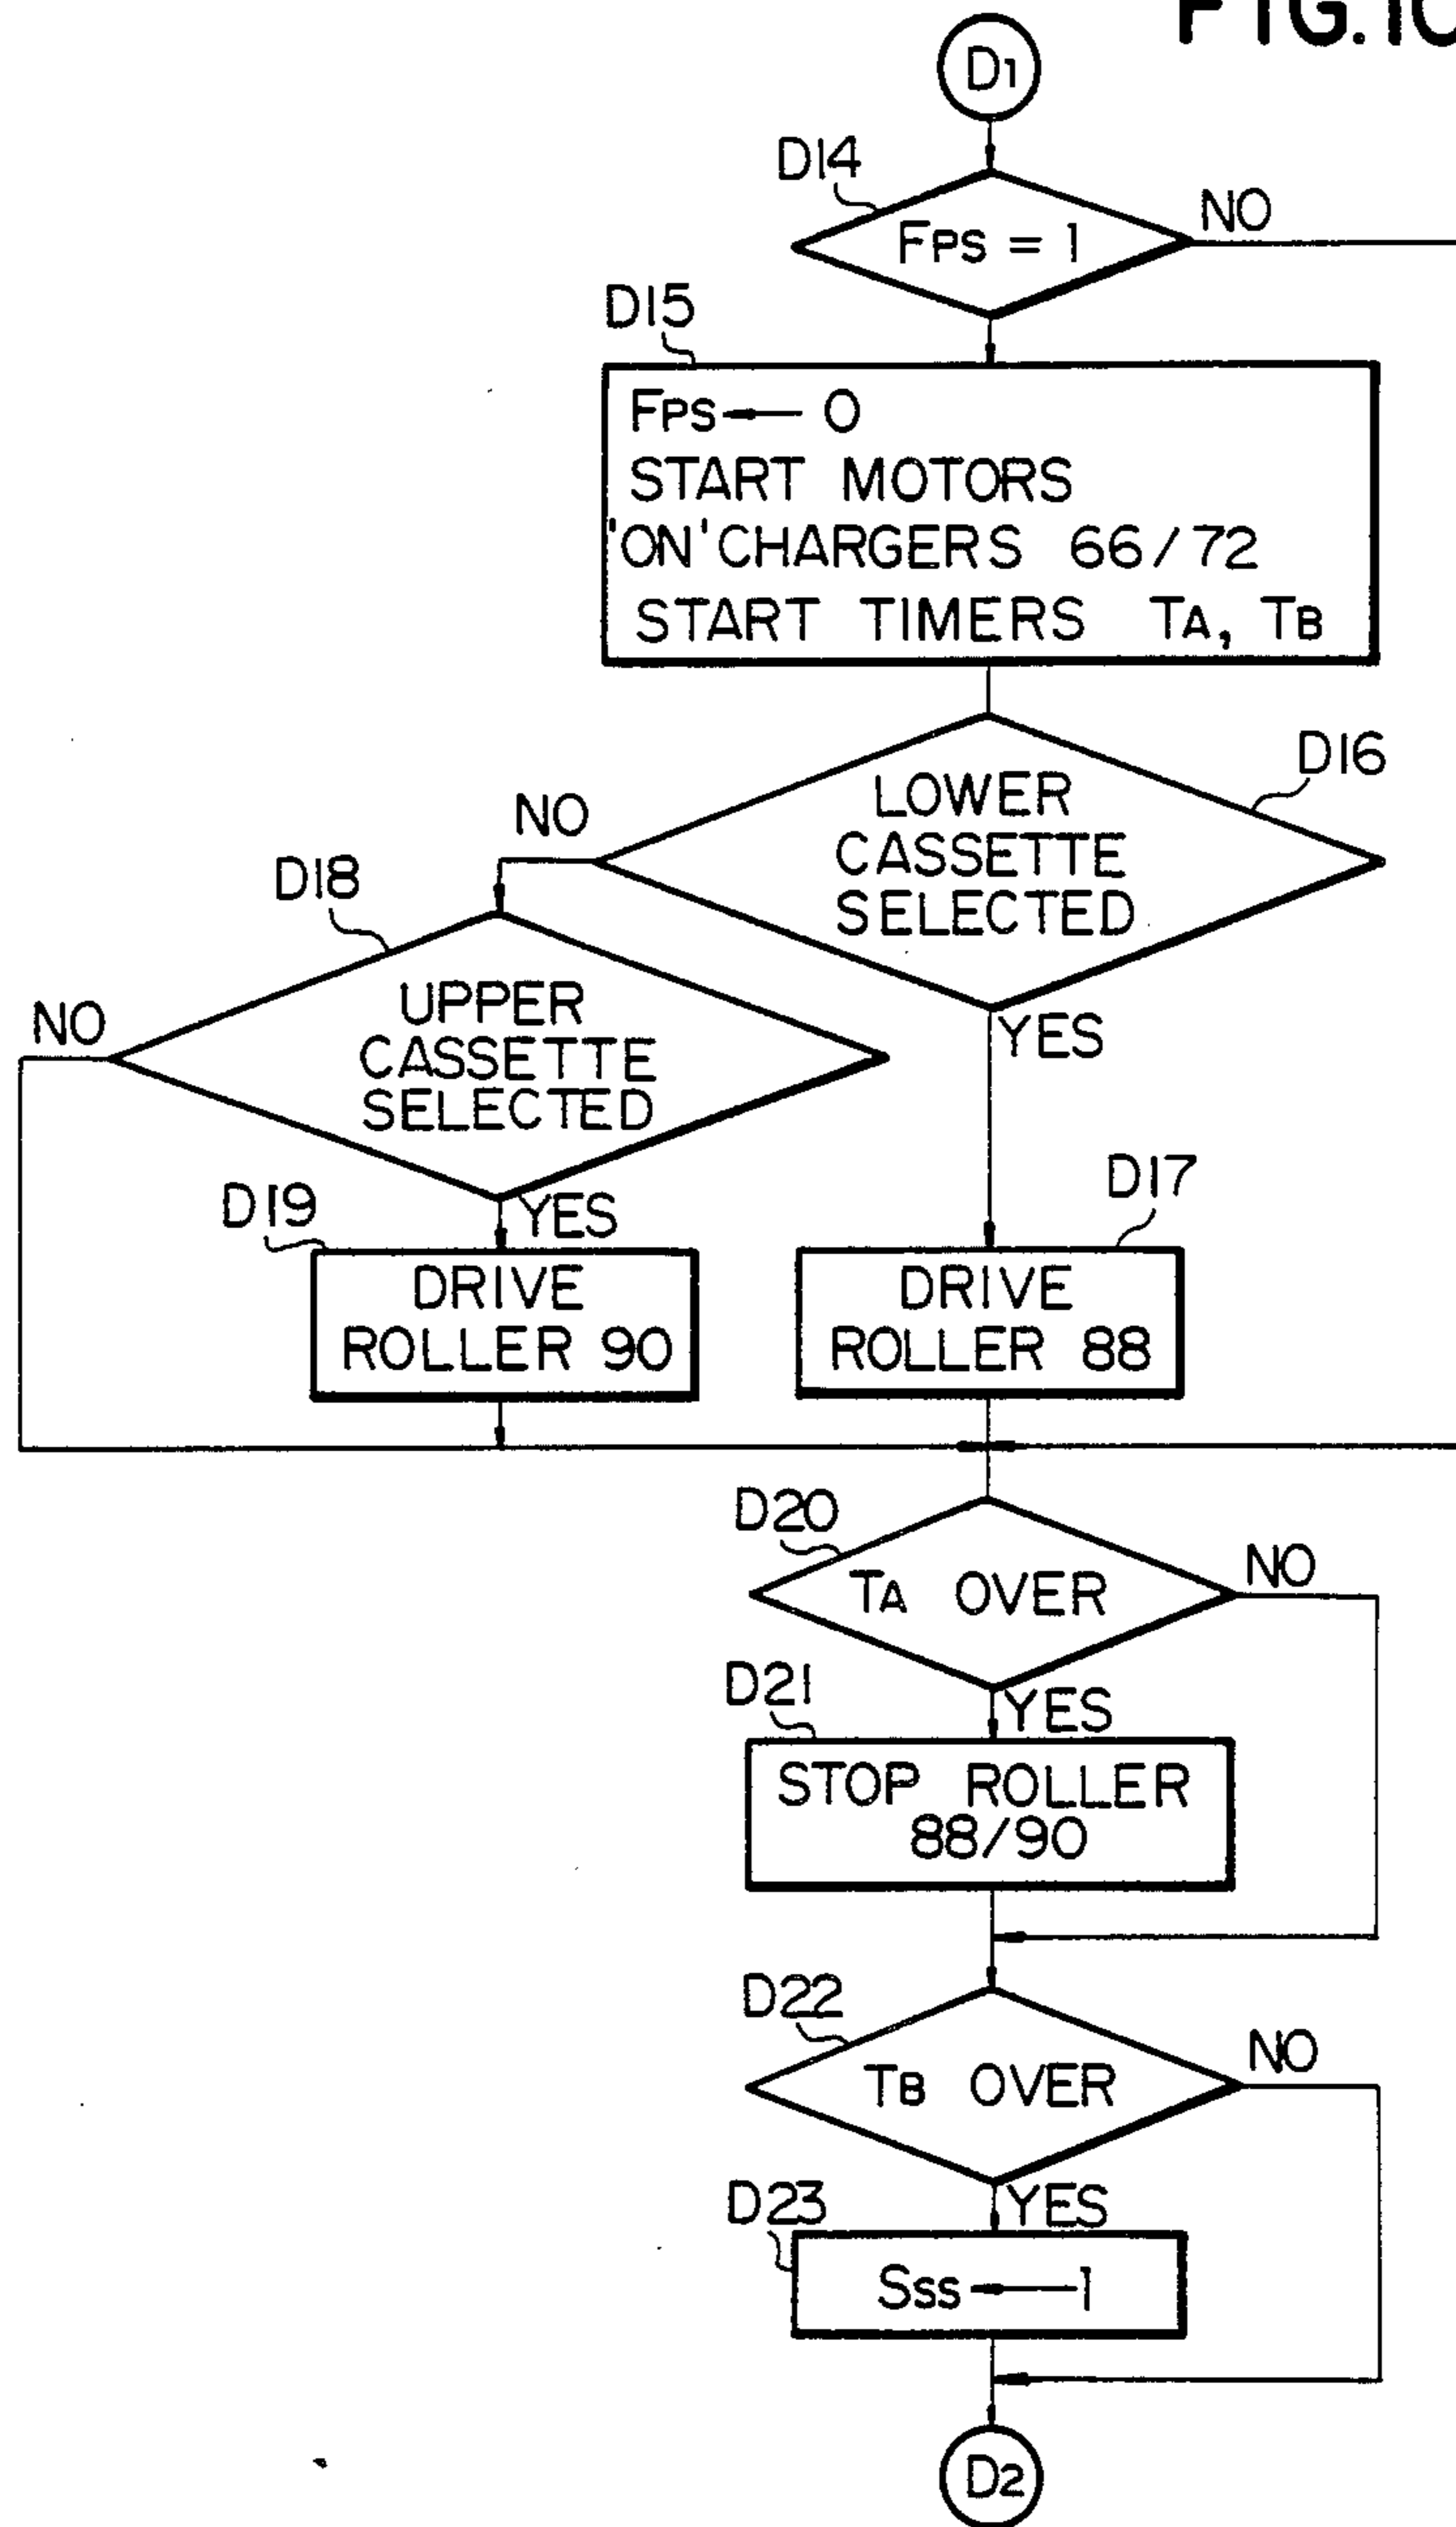 FIG.10
D1
D14
FPS = 1
NO
D15
FPS ← 0
START MOTORS
'ON' CHARGERS 66/72
START TIMERS TA, TB
D16
LOWER
CASSETTE
SELECTED
NO
YES
D18
UPPER
CASSETTE
SELECTED
NO
YES
D19
DRIVE
ROLLER 90
D17
DRIVE
ROLLER 88
D20
TA OVER
NO
YES
D21
STOP ROLLER
88/90
D22
TB OVER
NO
YES
D23
SSS ← 1
D2